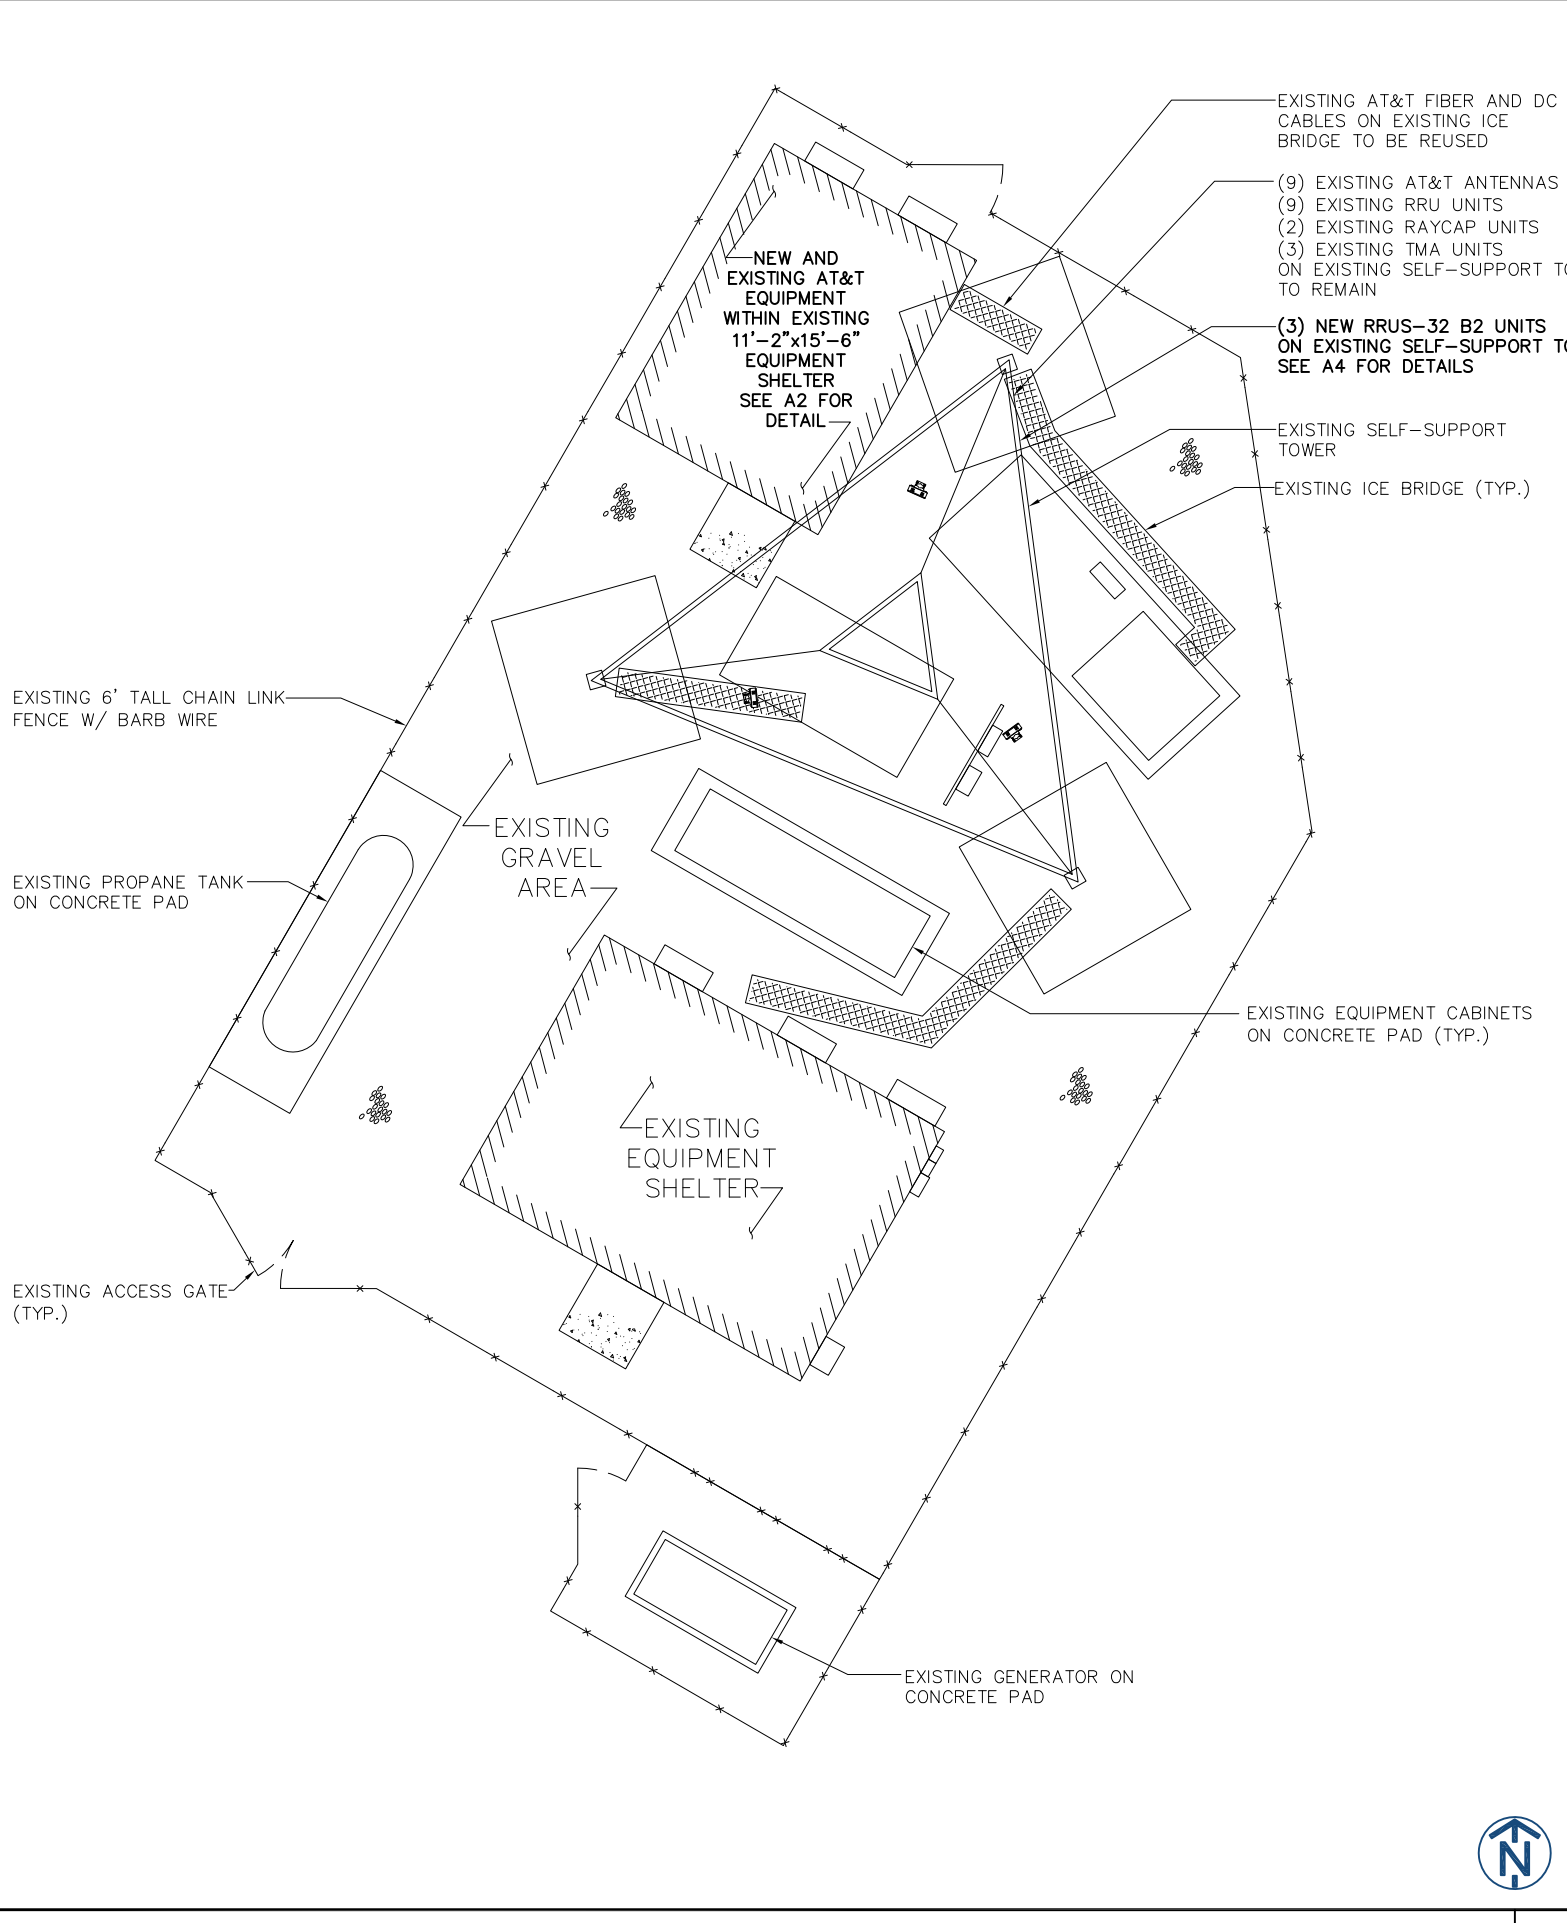 EXISTING AT&T FIBER AND DC
CABLES ON EXISTING ICE
BRIDGE TO BE REUSED
(9) EXISTING AT&T ANTENNAS
(9) EXISTING RRU UNITS
(2) EXISTING RAYCAP UNITS
(3) EXISTING TMA UNITS
ON EXISTING SELF-SUPPORT
TO REMAIN
(3) NEW RRUS-32 B2 UNITS
ON EXISTING SELF-SUPPORT
SEE A4 FOR DETAILS
EXISTING SELF-SUPPORT
TOWER
EXISTING ICE BRIDGE (TYP.)
NEW AND
EXISTING AT&T
EQUIPMENT
WITHIN EXISTING
11'-2"x15'-6"
EQUIPMENT
SHELTER
SEE A2 FOR
DETAIL
EXISTING 6' TALL CHAIN LINK
FENCE W/ BARB WIRE
EXISTING
GRAVEL
AREA
EXISTING PROPANE TANK
ON CONCRETE PAD
EXISTING EQUIPMENT CABINETS
ON CONCRETE PAD (TYP.)
EXISTING
EQUIPMENT
SHELTER
EXISTING ACCESS GATE
(TYP.)
EXISTING GENERATOR ON
CONCRETE PAD
N